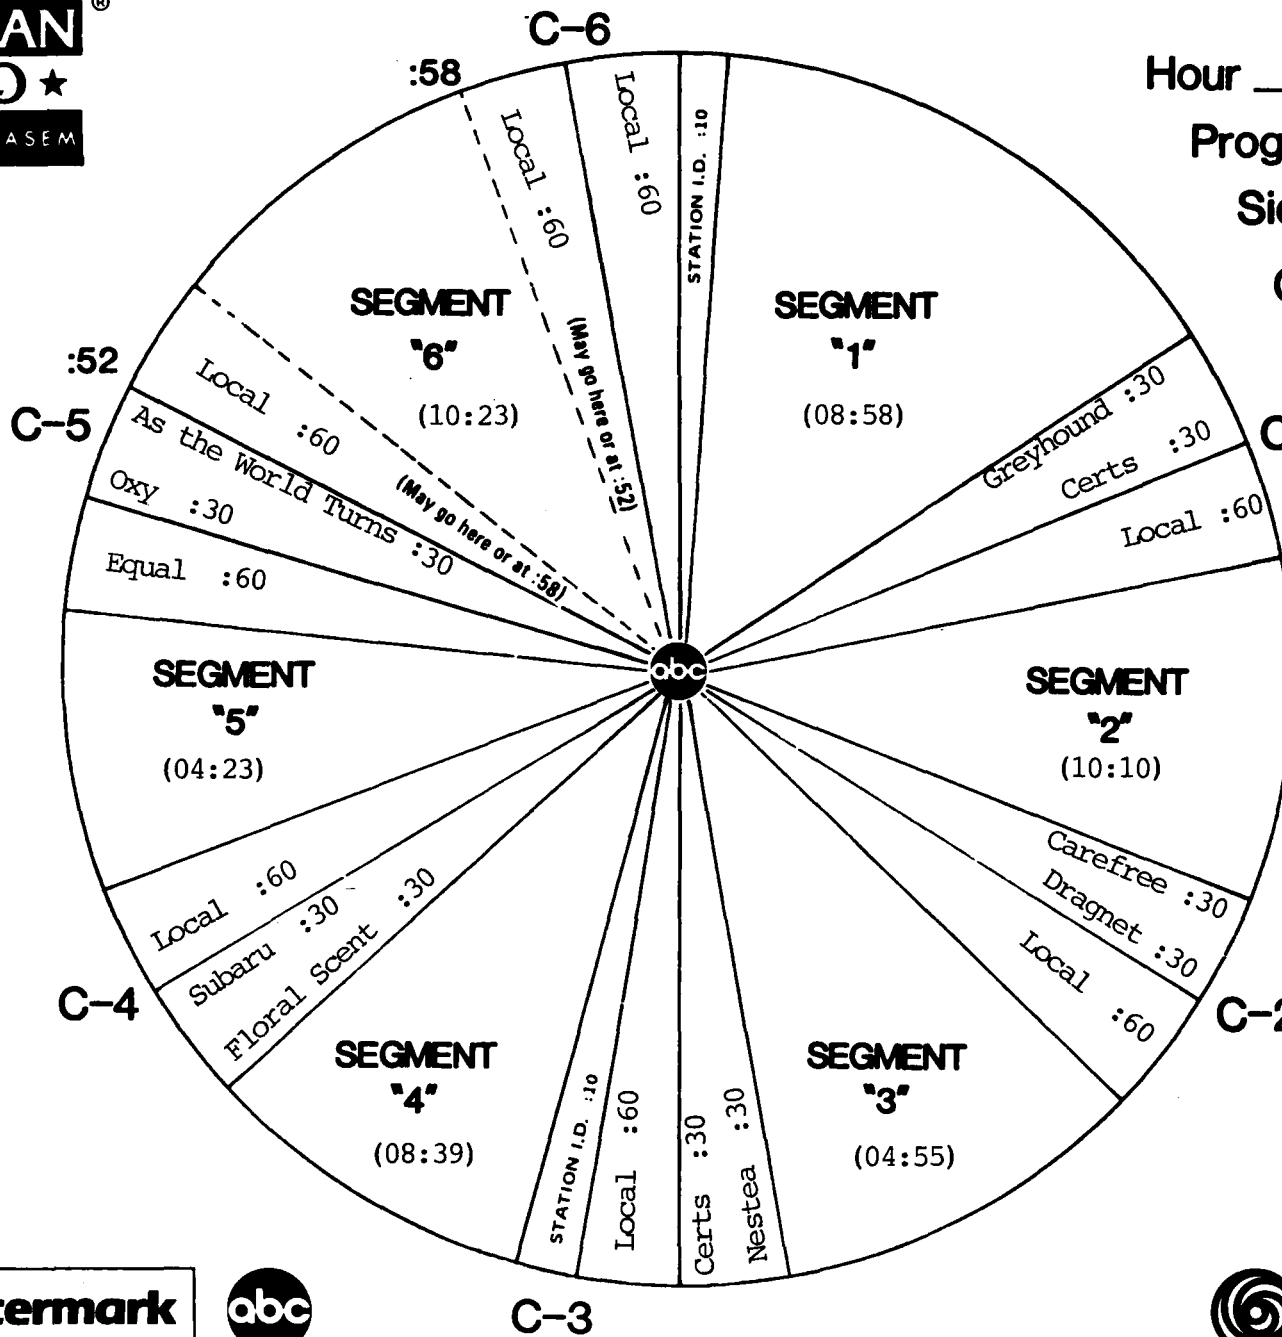 ®
AN
★
ASEM
C-6
:58
Hour
Local :60
Local :60
STATION I.D. :10
(May go here or at :52)
SEGMENT
"1"
(08:58)
Greyhound :30
Certs :30
Local :60
SEGMENT
"2"
(10:10)
Carefree :30
Dragnet :30
Local :60
C-2
SEGMENT
"3"
(04:55)
Nestea :30
Certs :30
C-3
Local :60
STATION I.D. :10
SEGMENT
"4"
(08:39)
Floral Scent :30
Subaru :30
C-4
Local :60
SEGMENT
"5"
(04:23)
Equal :60
Oxy :30
As the World Turns :30
C-5
:52
Local :60
(May go here or at :58)
SEGMENT
"6"
(10:23)
abc
termark
abc